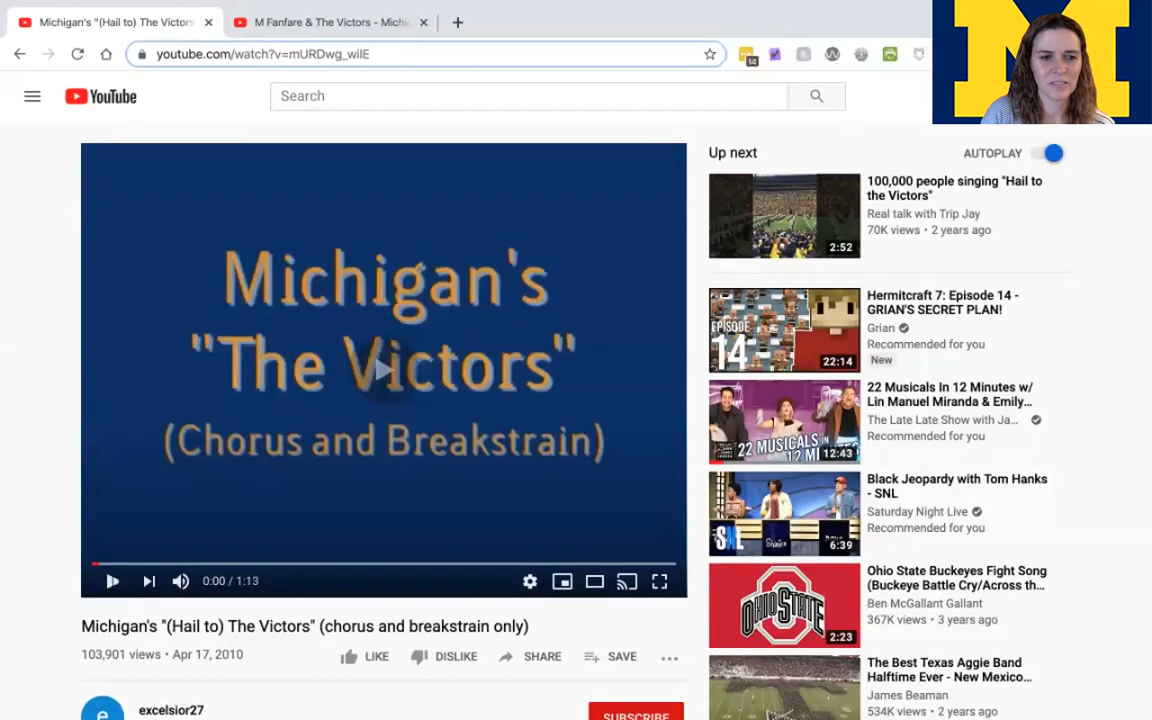 Michigan's "(Hail to) The Victors
M Fanfare & The Victors - Michi
youtube.com/watch?v=mURDwg_wilE
14
M
YouTube
Search
Michigan's
"The Victors"
(Chorus and Breakstrain)
0:00 / 1:13
Michigan's "(Hail to) The Victors" (chorus and breakstrain only)
103,901 views • Apr 17, 2010
LIKE
DISLIKE
SHARE
SAVE
e
excelsior27
SUBSCRIBE
Up next
AUTOPLAY
2:52
100,000 people singing "Hail to
the Victors"
Real talk with Trip Jay
70K views • 2 years ago
EPISODE
14
22:14
Hermitcraft 7: Episode 14 -
GRIAN'S SECRET PLAN!
Grian
Recommended for you
New
22 MUSICALS IN
12 MI
12:43
22 Musicals In 12 Minutes w/
Lin Manuel Miranda & Emily...
The Late Late Show with Ja...
Recommended for you
SNL
6:39
Black Jeopardy with Tom Hanks
- SNL
Saturday Night Live
Recommended for you
OHIO STATE
2:23
Ohio State Buckeyes Fight Song
(Buckeye Battle Cry/Across th...
Ben McGallant Gallant
367K views • 3 years ago
The Best Texas Aggie Band
Halftime Ever - New Mexico...
James Beaman
534K views • 2 years ago